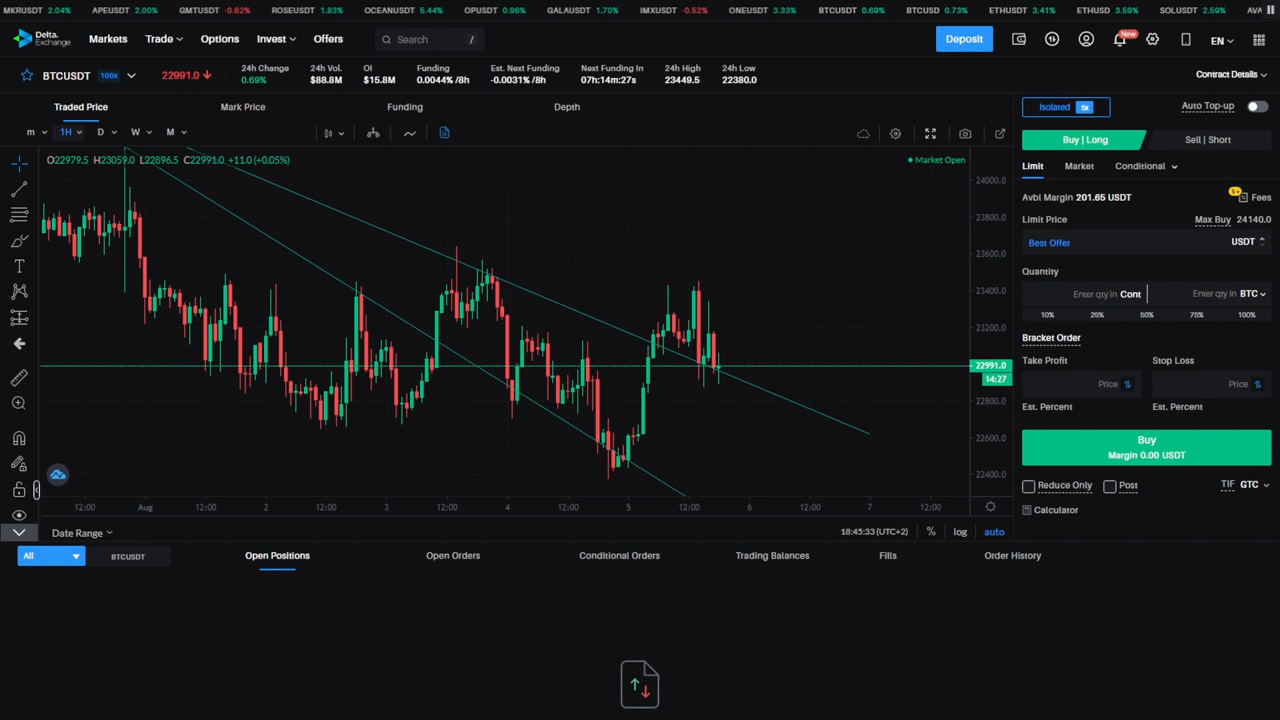 MKRUSDT 2.04% APEUSDT 2.00% GMTUSDT -0.62% ROSEUSDT 1.83% OCEANUSDT 5.44% OPUSDT 0.96% GALAUSDT 1.70% IMXUSDT -0.52% ONEUSDT 3.33% BTCUSDT 0.69% BTCUSD 0.73% ETHUSDT 3.41% ETHUSD 3.59% SOLUSDT 2.59% AVA
Delta.
Exchange
Markets Trade Options Invest Offers Search / Deposit New EN
BTCUSDT 100x 22991.0
24h Change 24h Vol. OI Funding Est. Next Funding Next Funding In 24h High 24h Low
0.69% $88.8M $15.8M 0.0044% /8h -0.0031% /8h 07h:14m:27s 23449.5 22380.0
Contract Details
Traded Price Mark Price Funding Depth
m 1H D W M
O22979.5 H23059.0 L22896.5 C22991.0 +11.0 (+0.05%)
Market Open
24000.0
23800.0
23600.0
23400.0
23200.0
22991.0
14:27
22800.0
22600.0
22400.0
12:00 Aug 12:00 2 12:00 3 12:00 4 12:00 5 12:00 6 12:00 7 12:00
Date Range 18:45:33 (UTC+2) % log auto
Isolated 5x Auto Top-up
Buy | Long Sell | Short
Limit Market Conditional
Avbl Margin 201.65 USDT Fees
Limit Price Max Buy 24140.0
Best Offer USDT
Quantity
Enter qty in Cont Enter qty in BTC
10% 25% 50% 75% 100%
Bracket Order
Take Profit Stop Loss
Price Price
Est. Percent Est. Percent
Buy
Margin 0.00 USDT
Reduce Only Post TIF GTC
Calculator
All BTCUSDT Open Positions Open Orders Conditional Orders Trading Balances Fills Order History